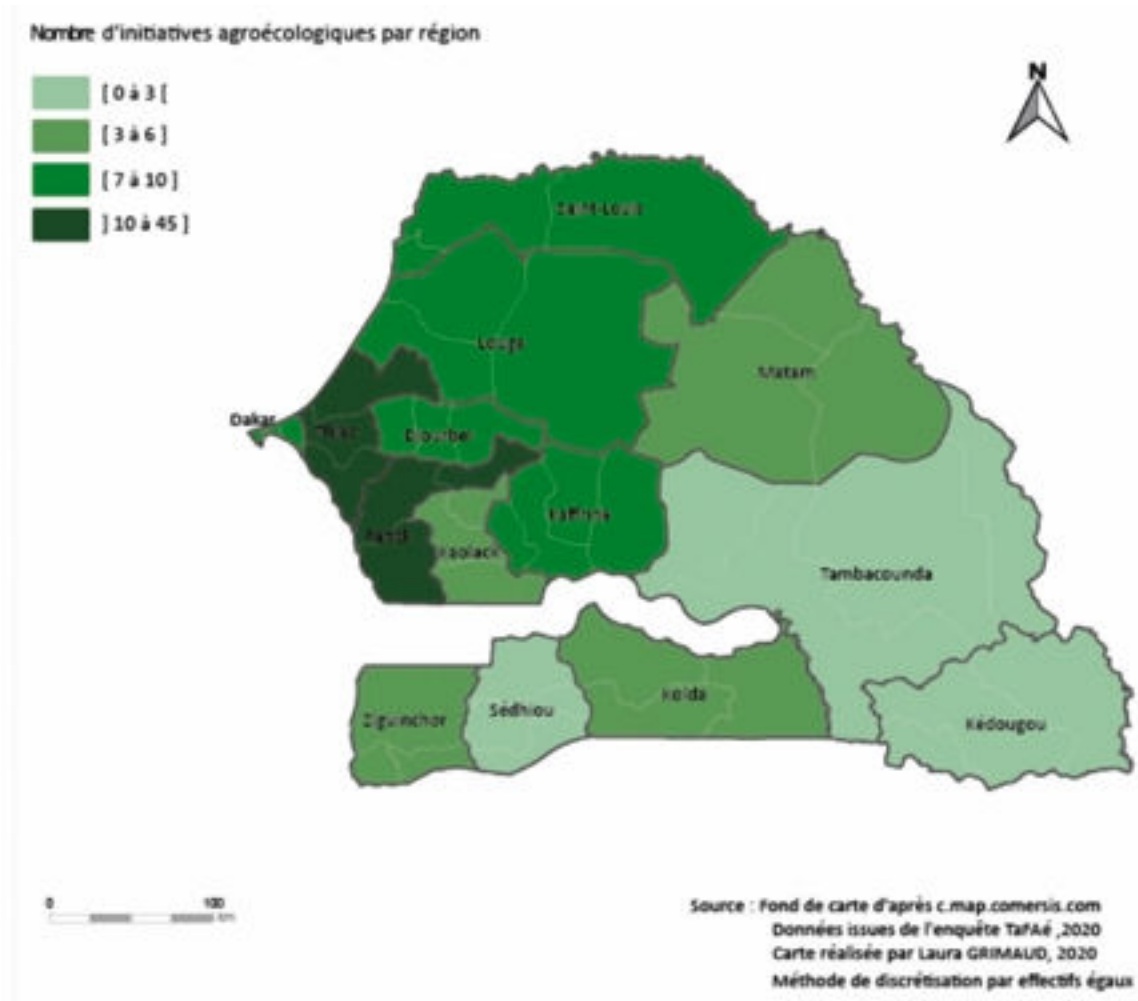 Nombre d'initiatives agroécologiques par région
[ 0 à 3 [
[ 3 à 6 ]
[ 7 à 10 ]
] 10 à 45 ]
N
Saint-Louis
Louga
Matam
Dakar
Thiès
Diourbel
Fatick
Kaolack
Kaffrine
Tambacounda
Ziguinchor
Sédhiou
Kolda
Kédougou
0 100
km
Source : Fond de carte d'après c.map.comersis.com
Données issues de l'enquête TaFAé ,2020
Carte réalisée par Laura GRIMAUD, 2020
Méthode de discrétisation par effectifs égaux